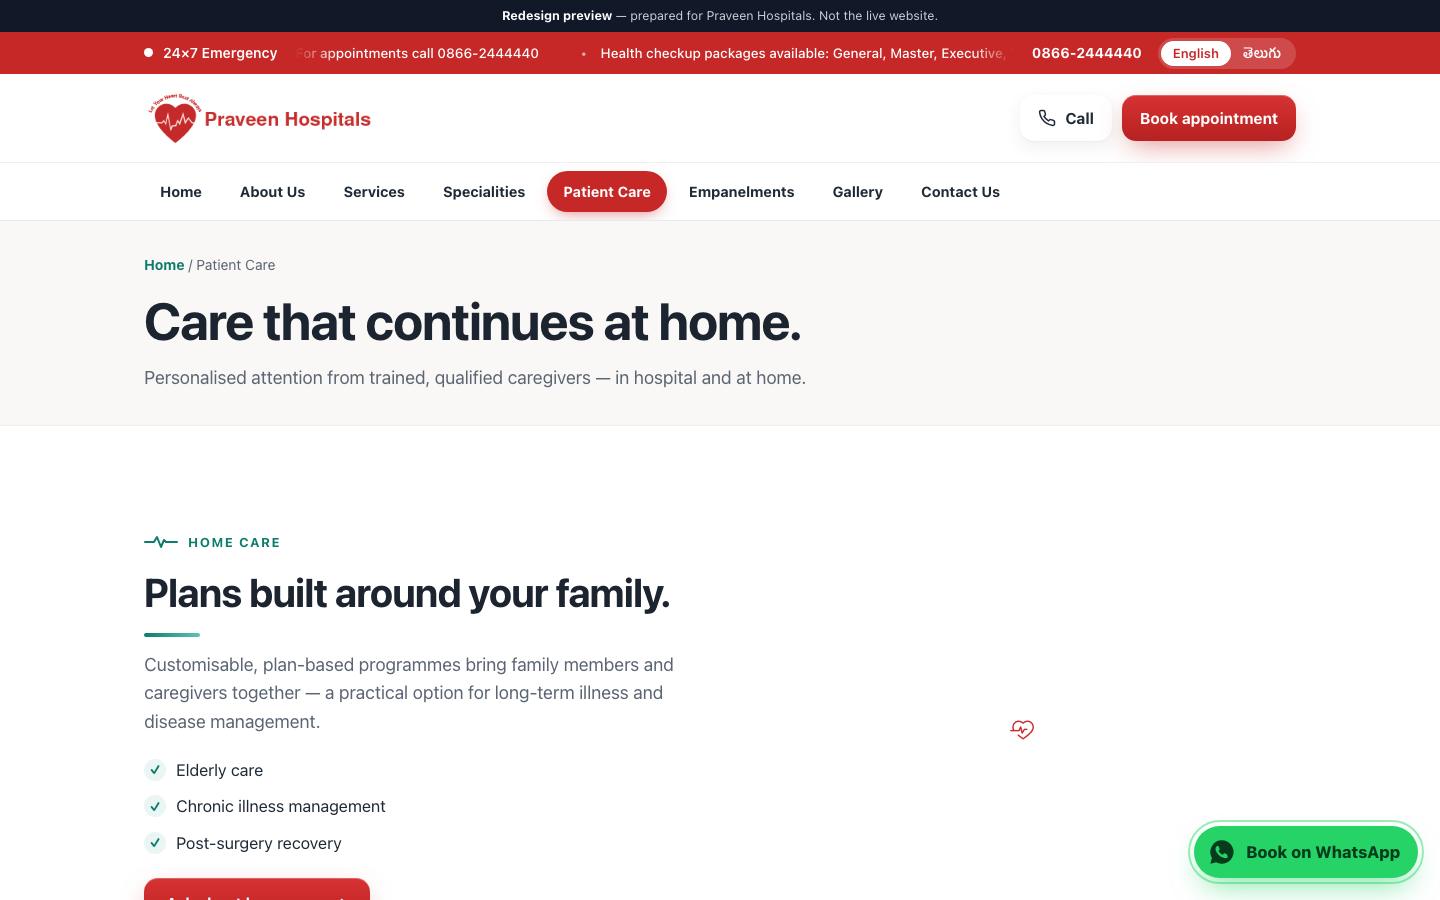 Redesign preview — prepared for Praveen Hospitals. Not the live website.
24×7 Emergency
For appointments call 0866-2444440 • Health checkup packages available: General, Master, Executive,
0866-2444440
English
తెలుగు
Praveen Hospitals
Call
Book appointment
Home
About Us
Services
Specialities
Patient Care
Empanelments
Gallery
Contact Us
Home / Patient Care
Care that continues at home.
Personalised attention from trained, qualified caregivers — in hospital and at home.
HOME CARE
Plans built around your family.
Customisable, plan-based programmes bring family members and
caregivers together — a practical option for long-term illness and
disease management.
Elderly care
Chronic illness management
Post-surgery recovery
Book on WhatsApp